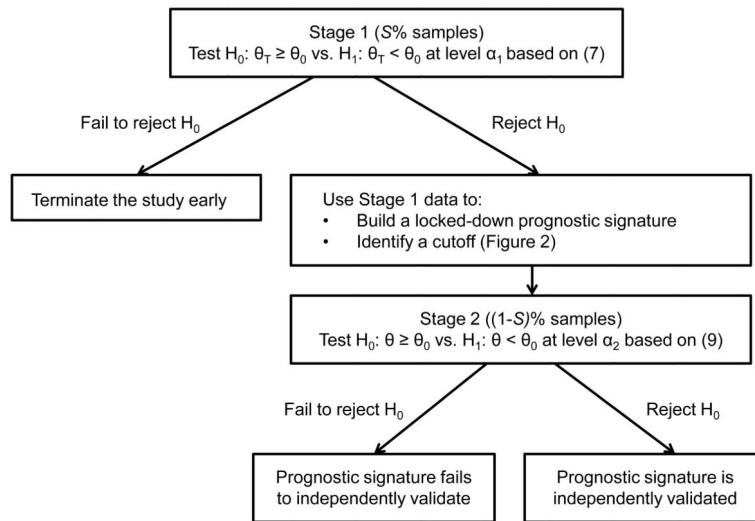 Stage 1 (S% samples)
Test H₀: θ_T ≥ θ₀ vs. H₁: θ_T < θ₀ at level α₁ based on (7)
Fail to reject H₀
Reject H₀
Terminate the study early
Use Stage 1 data to:
• Build a locked-down prognostic signature
• Identify a cutoff (Figure 2)
Stage 2 ((1-S)% samples)
Test H₀: θ ≥ θ₀ vs. H₁: θ < θ₀ at level α₂ based on (9)
Fail to reject H₀
Reject H₀
Prognostic signature fails
to independently validate
Prognostic signature is
independently validated